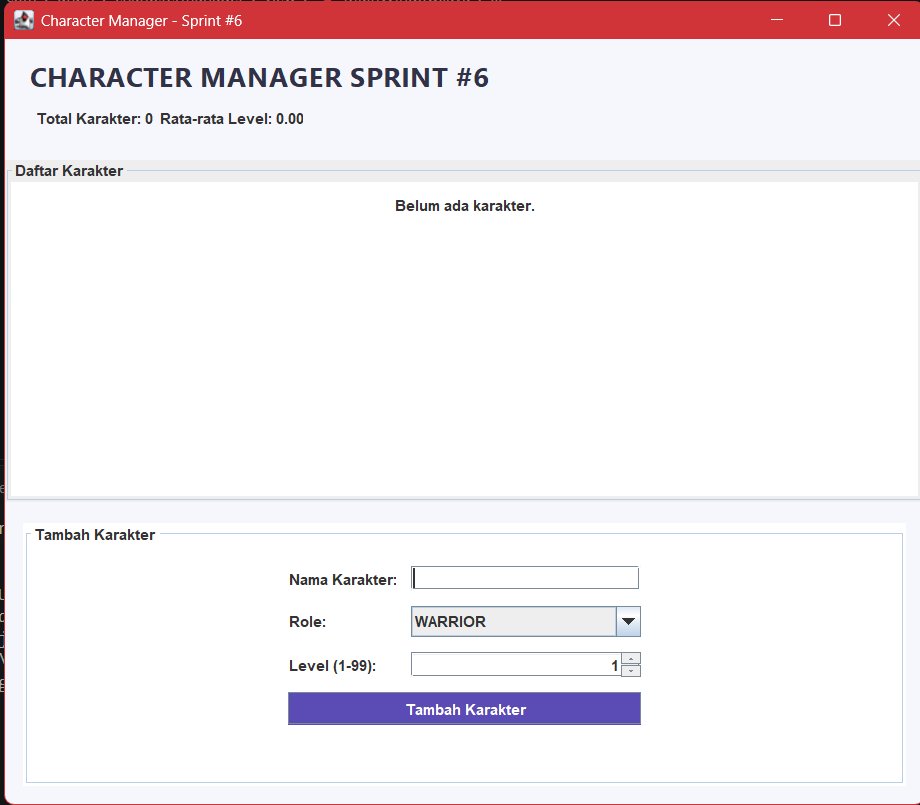 Character Manager - Sprint #6
CHARACTER MANAGER SPRINT #6
Total Karakter: 0 Rata-rata Level: 0.00
Daftar Karakter
Belum ada karakter.
Tambah Karakter
Nama Karakter:
Role: WARRIOR
Level (1-99): 1
Tambah Karakter